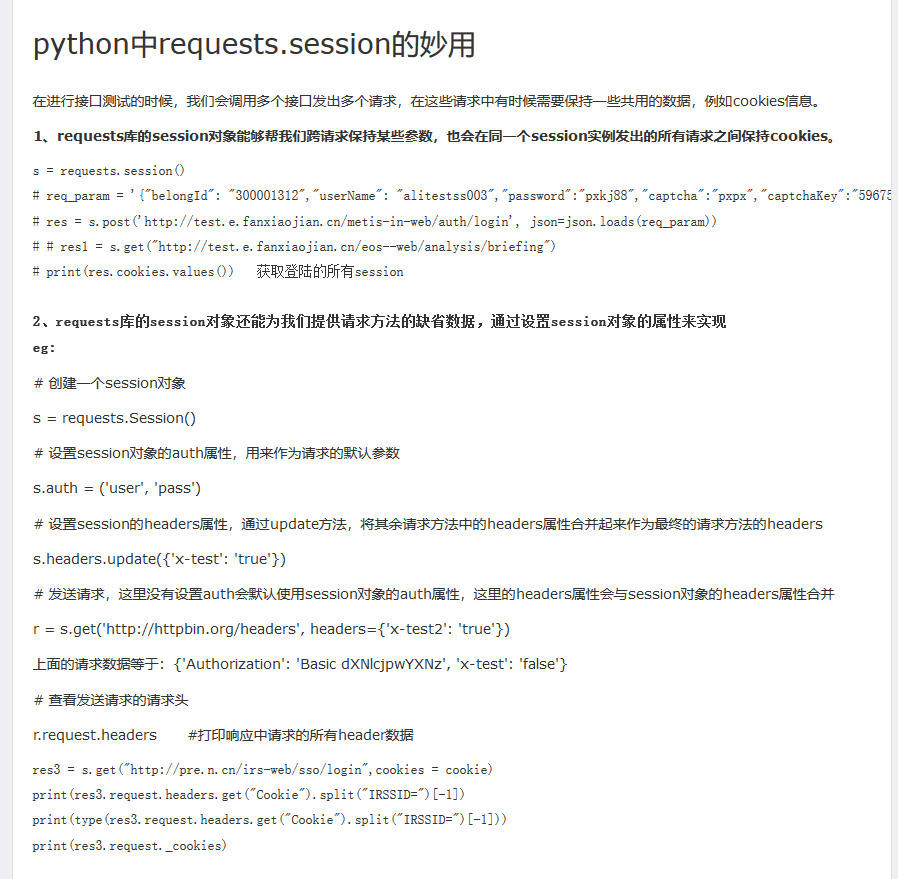 python中requests.session的妙用
在进行接口测试的时候，我们会调用多个接口发出多个请求，在这些请求中有时候需要保持一些共用的数据，例如cookies信息。
1、requests库的session对象能够帮我们跨请求保持某些参数，也会在同一个session实例发出的所有请求之间保持cookies。
s = requests.session()
# req_param = '{"belongId": "300001312","userName": "alitestss003","password":"pxkj88","captcha":"pxpx","captchaKey":"59675
# res = s.post('http://test.e.fanxiaojian.cn/metis-in-web/auth/login', json=json.loads(req_param))
# # res1 = s.get("http://test.e.fanxiaojian.cn/eos--web/analysis/briefing")
# print(res.cookies.values())   获取登陆的所有session
2、requests库的session对象还能为我们提供请求方法的缺省数据，通过设置session对象的属性来实现
eg:
# 创建一个session对象
s = requests.Session()
# 设置session对象的auth属性，用来作为请求的默认参数
s.auth = ('user', 'pass')
# 设置session的headers属性，通过update方法，将其余请求方法中的headers属性合并起来作为最终的请求方法的headers
s.headers.update({'x-test': 'true'})
# 发送请求，这里没有设置auth会默认使用session对象的auth属性，这里的headers属性会与session对象的headers属性合并
r = s.get('http://httpbin.org/headers', headers={'x-test2': 'true'})
上面的请求数据等于：{'Authorization': 'Basic dXNlcjpwYXNz', 'x-test': 'false'}
# 查看发送请求的请求头
r.request.headers      #打印响应中请求的所有header数据
res3 = s.get("http://pre.n.cn/irs-web/sso/login",cookies = cookie)
print(res3.request.headers.get("Cookie").split("IRSSID=")[-1])
print(type(res3.request.headers.get("Cookie").split("IRSSID=")[-1]))
print(res3.request._cookies)